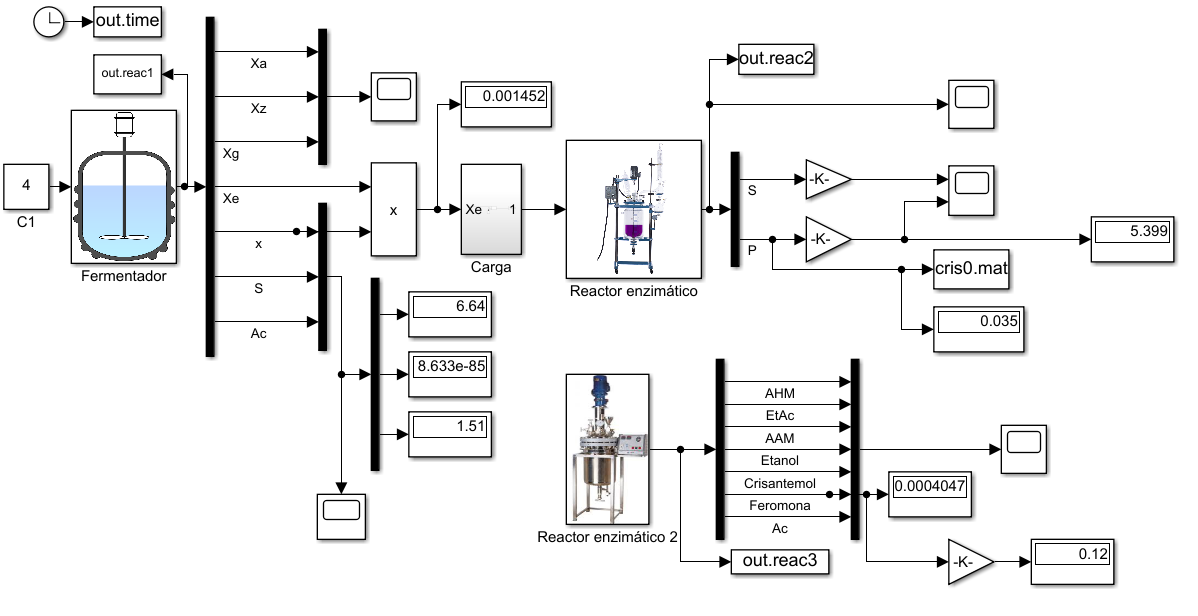 out.time
out.reac1
4
C1
Fermentador
Xa
Xz
Xg
Xe
x
S
Ac
x
0.001452
Xe
1
Carga
Reactor enzimático
out.reac2
S
P
-K-
-K-
5.399
cris0.mat
0.035
6.64
8.633e-85
1.51
Reactor enzimático 2
AHM
EtAc
AAM
Etanol
Crisantemol
Feromona
Ac
0.0004047
out.reac3
-K-
0.12